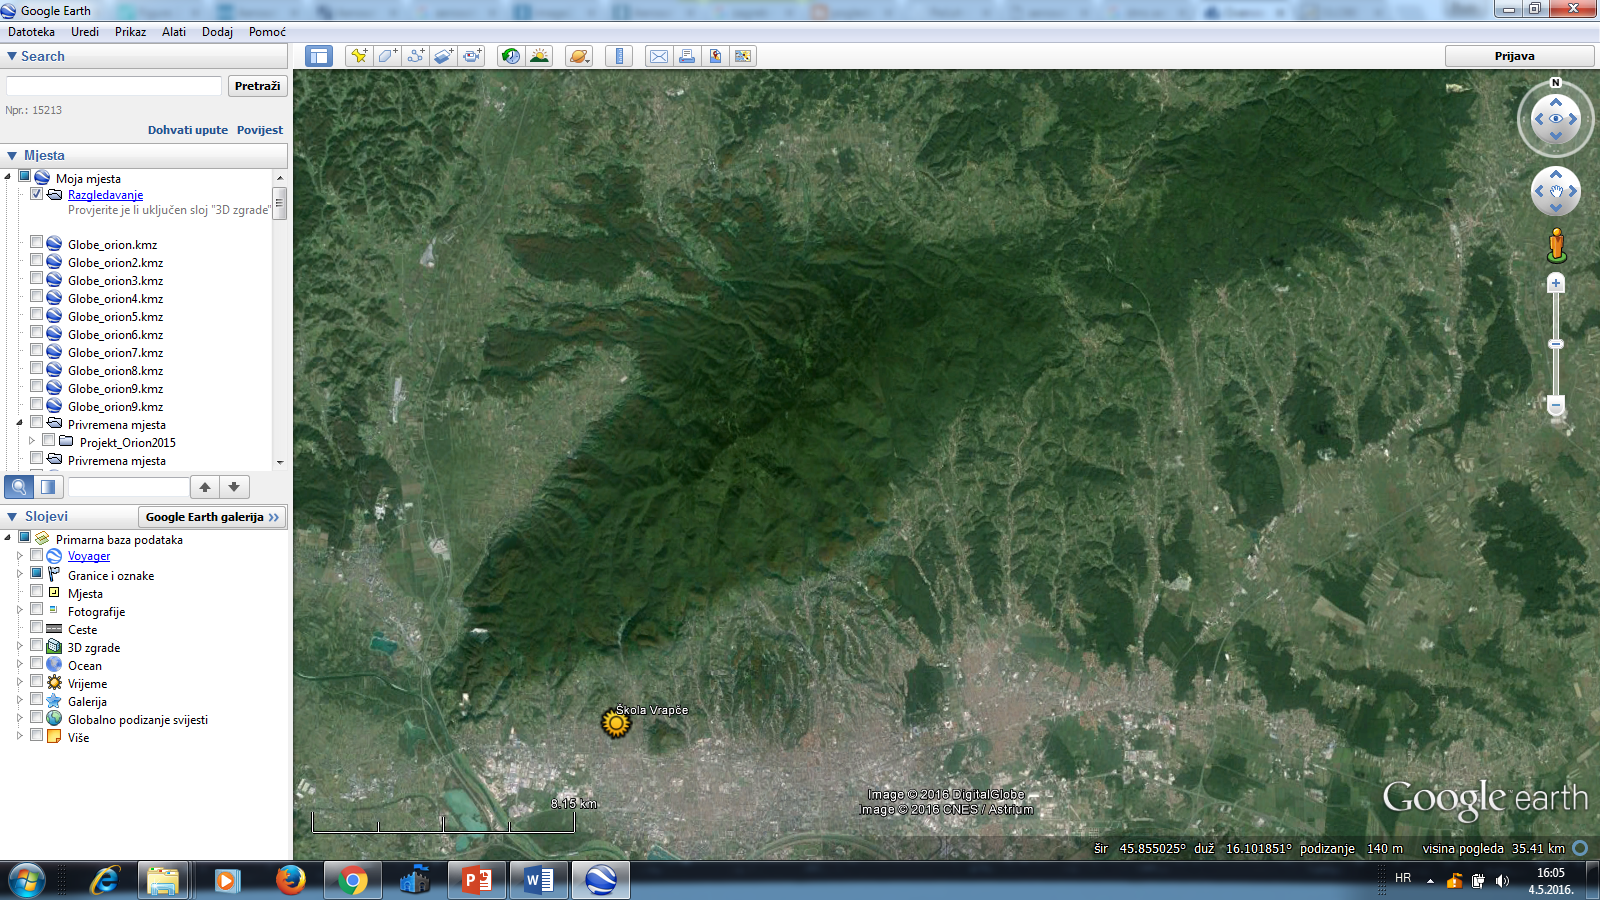 Google Earth
Datoteka Uredi Prikaz Alati Dodaj Pomoć
Search
Pretraži
Npr.: 15213
Dohvati upute Povijest
Mjesta
Moja mjesta
Razgledavanje
Provjerite je li uključen sloj "3D zgrade"
Globe_orion.kmz
Globe_orion2.kmz
Globe_orion3.kmz
Globe_orion4.kmz
Globe_orion5.kmz
Globe_orion6.kmz
Globe_orion7.kmz
Globe_orion8.kmz
Globe_orion9.kmz
Globe_orion9.kmz
Privremena mjesta
Projekt_Orion2015
Privremena mjesta
Slojevi
Google Earth galerija >>
Primarna baza podataka
Voyager
Granice i oznake
Mjesta
Fotografije
Ceste
3D zgrade
Ocean
Vrijeme
Galerija
Globalno podizanje svijesti
Više
Prijava
N
Škola Vrapče
8.15 km
Image © 2016 DigitalGlobe
Image © 2016 CNES / Astrium
Google earth
šir 45.855025° duž 16.101851° podizanje 140 m visina pogleda 35.41 km
HR
16:05
4.5.2016.